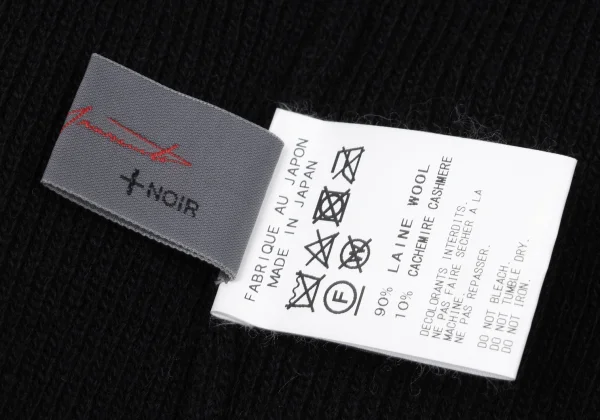 +NOIR
FABRIQUE AU JAPON
MADE IN JAPAN
W
F
90% LAINE WOOL
10% CACHEMIRE CASHMERE
DECOLORANTS INTERDITS.
NE PAS FAIRE SECHER A LA
MACHINE
NE PAS REPASSER.
DO NOT BLEACH.
DO NOT TUMBLE DRY.
DO NOT IRON.